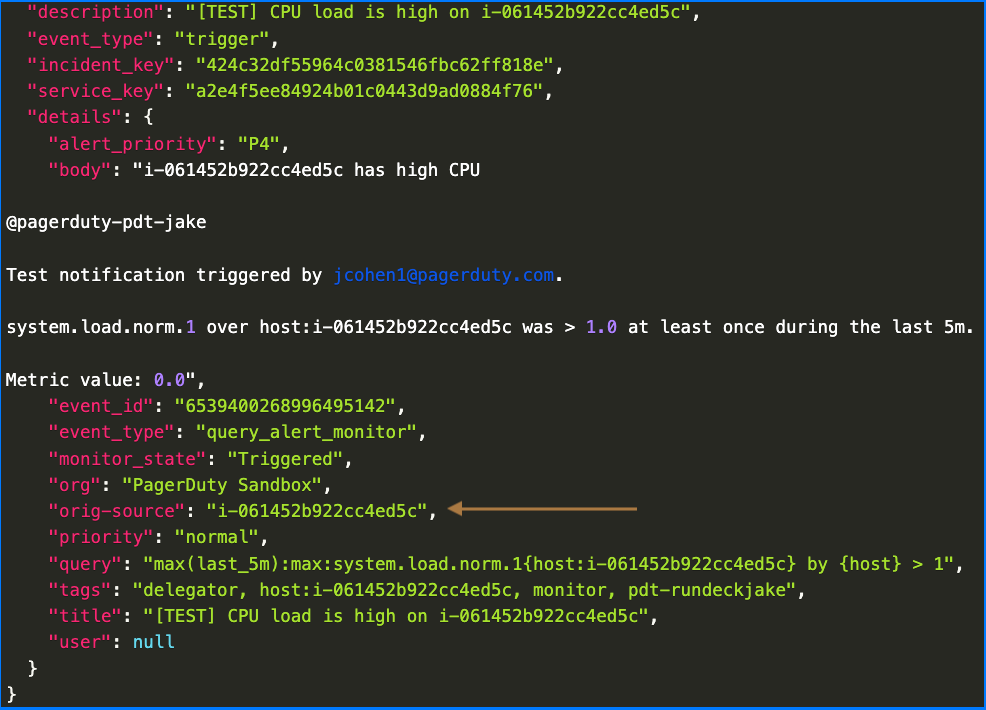 "description": "[TEST] CPU load is high on i-061452b922cc4ed5c",
"event_type": "trigger",
"incident_key": "424c32df55964c0381546fbc62ff818e",
"service_key": "a2e4f5ee84924b01c0443d9ad0884f76",
"details": {
"alert_priority": "P4",
"body": "i-061452b922cc4ed5c has high CPU
@pagerduty-pdt-jake
Test notification triggered by jcohen1@pagerduty.com.
system.load.norm.1 over host:i-061452b922cc4ed5c was > 1.0 at least once during the last 5m.
Metric value: 0.0",
"event_id": "6539400268996495142",
"event_type": "query_alert_monitor",
"monitor_state": "Triggered",
"org": "PagerDuty Sandbox",
"orig-source": "i-061452b922cc4ed5c",
"priority": "normal",
"query": "max(last_5m):max:system.load.norm.1{host:i-061452b922cc4ed5c} by {host} > 1",
"tags": "delegator, host:i-061452b922cc4ed5c, monitor, pdt-rundeckjake",
"title": "[TEST] CPU load is high on i-061452b922cc4ed5c",
"user": null
}
}